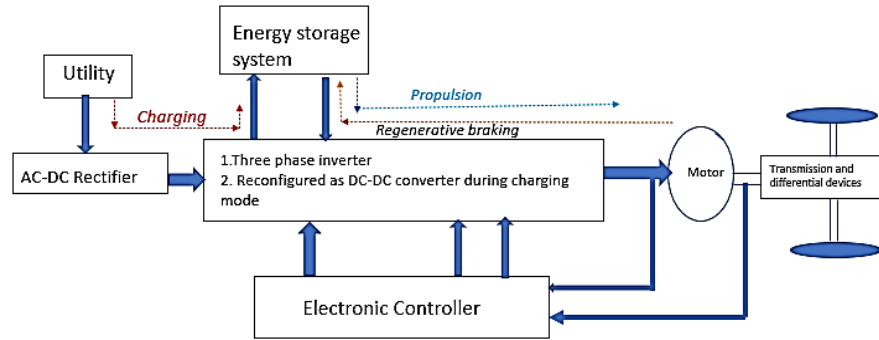 Energy storage
system
Utility
Charging
Propulsion
Regenerative braking
AC-DC Rectifier
1.Three phase inverter
2. Reconfigured as DC-DC converter during charging
mode
Motor
Transmission and
differential devices
Electronic Controller